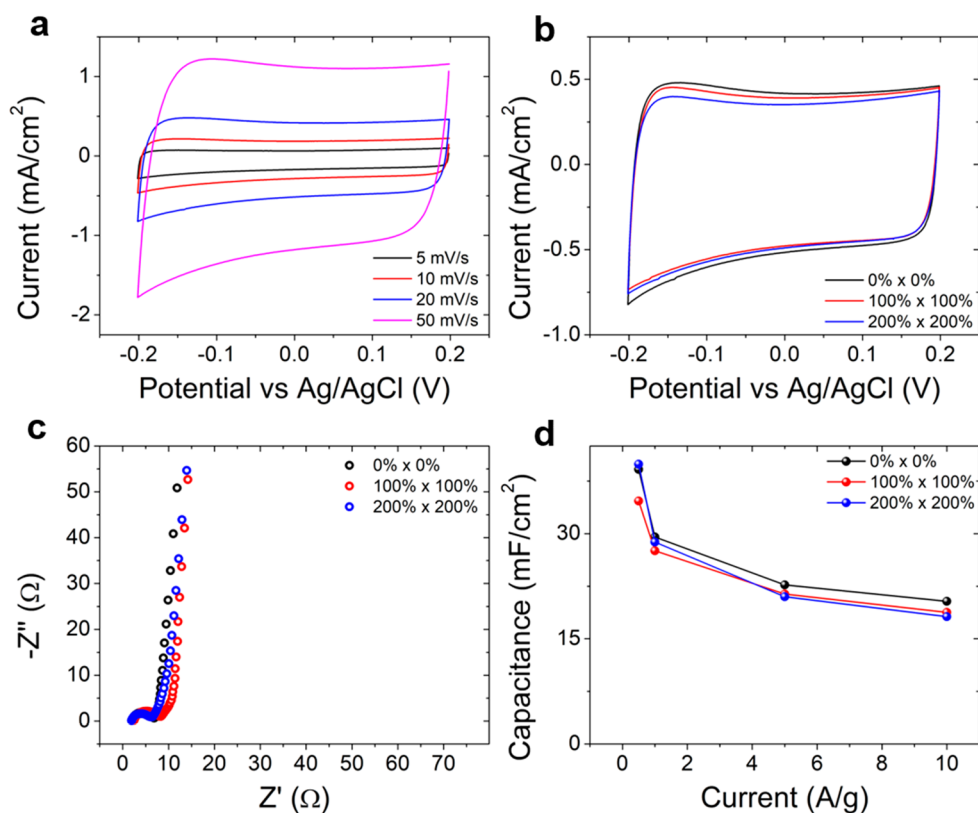 a
1
0
-1
-2
Current (mA/cm²)
5 mV/s
10 mV/s
20 mV/s
50 mV/s
-0.2 -0.1 0.0 0.1 0.2
Potential vs Ag/AgCl (V)
b
0.5
0.0
-0.5
-1.0
Current (mA/cm²)
0% x 0%
100% x 100%
200% x 200%
-0.2 -0.1 0.0 0.1 0.2
Potential vs Ag/AgCl (V)
c
60
50
40
30
20
10
0
-Z'' (Ω)
0% x 0%
100% x 100%
200% x 200%
0 10 20 30 40 50 60 70
Z' (Ω)
d
30
15
0
Capacitance (mF/cm²)
0% x 0%
100% x 100%
200% x 200%
0 2 4 6 8 10
Current (A/g)